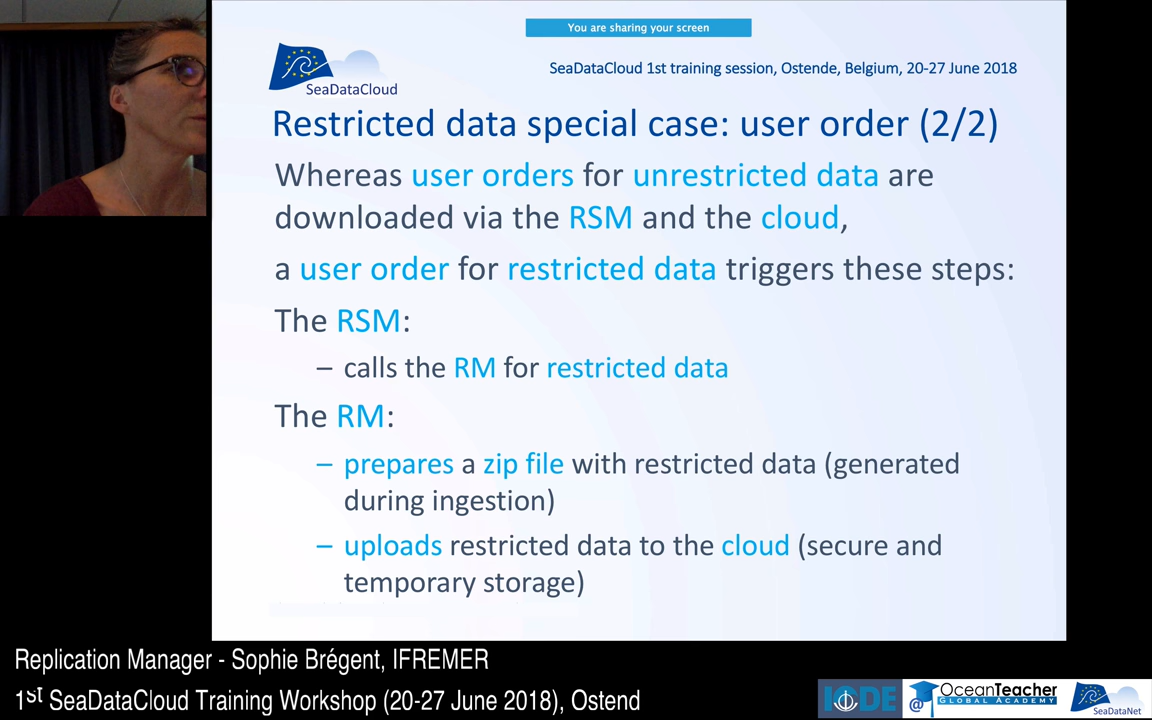 You are sharing your screen
SeaDataCloud
SeaDataCloud 1st training session, Ostende, Belgium, 20-27 June 2018
Restricted data special case: user order (2/2)
Whereas user orders for unrestricted data are
downloaded via the RSM and the cloud,
a user order for restricted data triggers these steps:
The RSM:
– calls the RM for restricted data
The RM:
– prepares a zip file with restricted data (generated
during ingestion)
– uploads restricted data to the cloud (secure and
temporary storage)
Replication Manager - Sophie Brégent, IFREMER
1st SeaDataCloud Training Workshop (20-27 June 2018), Ostend
IODE
@ OceanTeacher
GLOBAL ACADEMY
SeaDataNet